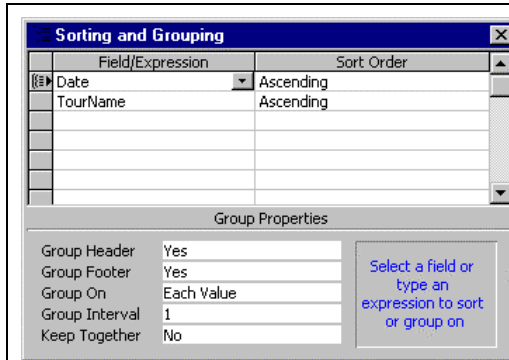 Sorting and Grouping
Field/Expression Sort Order
Date Ascending
TourName Ascending
Group Properties
Group Header Yes
Group Footer Yes
Group On Each Value
Group Interval 1
Keep Together No
Select a field or
type an
expression to sort
or group on